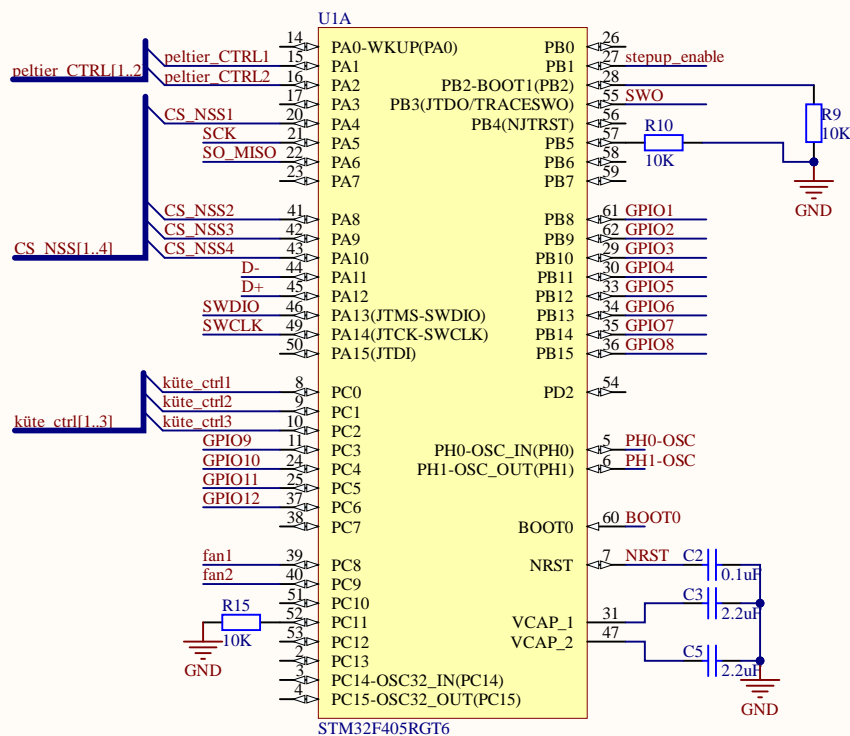 U1A
peltier_CTRL[1..2]
peltier_CTRL1
peltier_CTRL2
CS_NSS[1..4]
CS_NSS1
SCK
SO_MISO
CS_NSS2
CS_NSS3
CS_NSS4
D-
D+
SWDIO
SWCLK
küte_ctrl[1..3]
küte_ctrl1
küte_ctrl2
küte_ctrl3
GPIO9
GPIO10
GPIO11
GPIO12
fan1
fan2
R15
10K
GND
14 PA0-WKUP(PA0)
15 PA1
16 PA2
17 PA3
20 PA4
21 PA5
22 PA6
23 PA7
41 PA8
42 PA9
43 PA10
44 PA11
45 PA12
46 PA13(JTMS-SWDIO)
49 PA14(JTCK-SWCLK)
50 PA15(JTDI)
8 PC0
9 PC1
10 PC2
11 PC3
24 PC4
25 PC5
37 PC6
38 PC7
39 PC8
40 PC9
51 PC10
52 PC11
53 PC12
2 PC13
3 PC14-OSC32_IN(PC14)
4 PC15-OSC32_OUT(PC15)
PB0 26
PB1 27 stepup_enable
PB2-BOOT1(PB2) 28
PB3(JTDO/TRACESWO) 55 SWO
PB4(NJTRST) 56
PB5 57
PB6 58
PB7 59
PB8 61 GPIO1
PB9 62 GPIO2
PB10 29 GPIO3
PB11 30 GPIO4
PB12 33 GPIO5
PB13 34 GPIO6
PB14 35 GPIO7
PB15 36 GPIO8
PD2 54
PH0-OSC_IN(PH0) 5 PH0-OSC
PH1-OSC_OUT(PH1) 6 PH1-OSC
BOOT0 60 BOOT0
NRST 7 NRST
VCAP_1 31
VCAP_2 47
R10
10K
R9
10K
GND
C2
0.1uF
C3
2.2uF
C5
2.2uF
GND
STM32F405RGT6